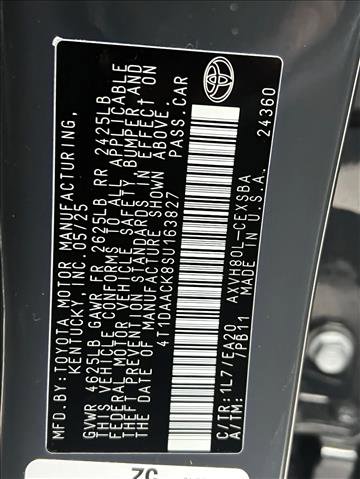 MFD. BY: TOYOTA MOTOR MANUFACTURING,
KENTUCKY, INC. 05/25
GVWR 4625LB GAWR FR 2625LB RR 2425LB
THIS VEHICLE CONFORMS TO ALL APPLICABLE
FEDERAL MOTOR VEHICLE SAFETY, BUMPER, AND
THEFT PREVENTION STANDARDS IN EFFECT ON
THE DATE OF MANUFACTURE SHOWN ABOVE.
4T1DAACK8SU103827 PASS.CAR
C/TR:1L7/EA20 AXVH80L-CEXSBA
A/TM: /PB11 MADE IN U.S.A. 24360